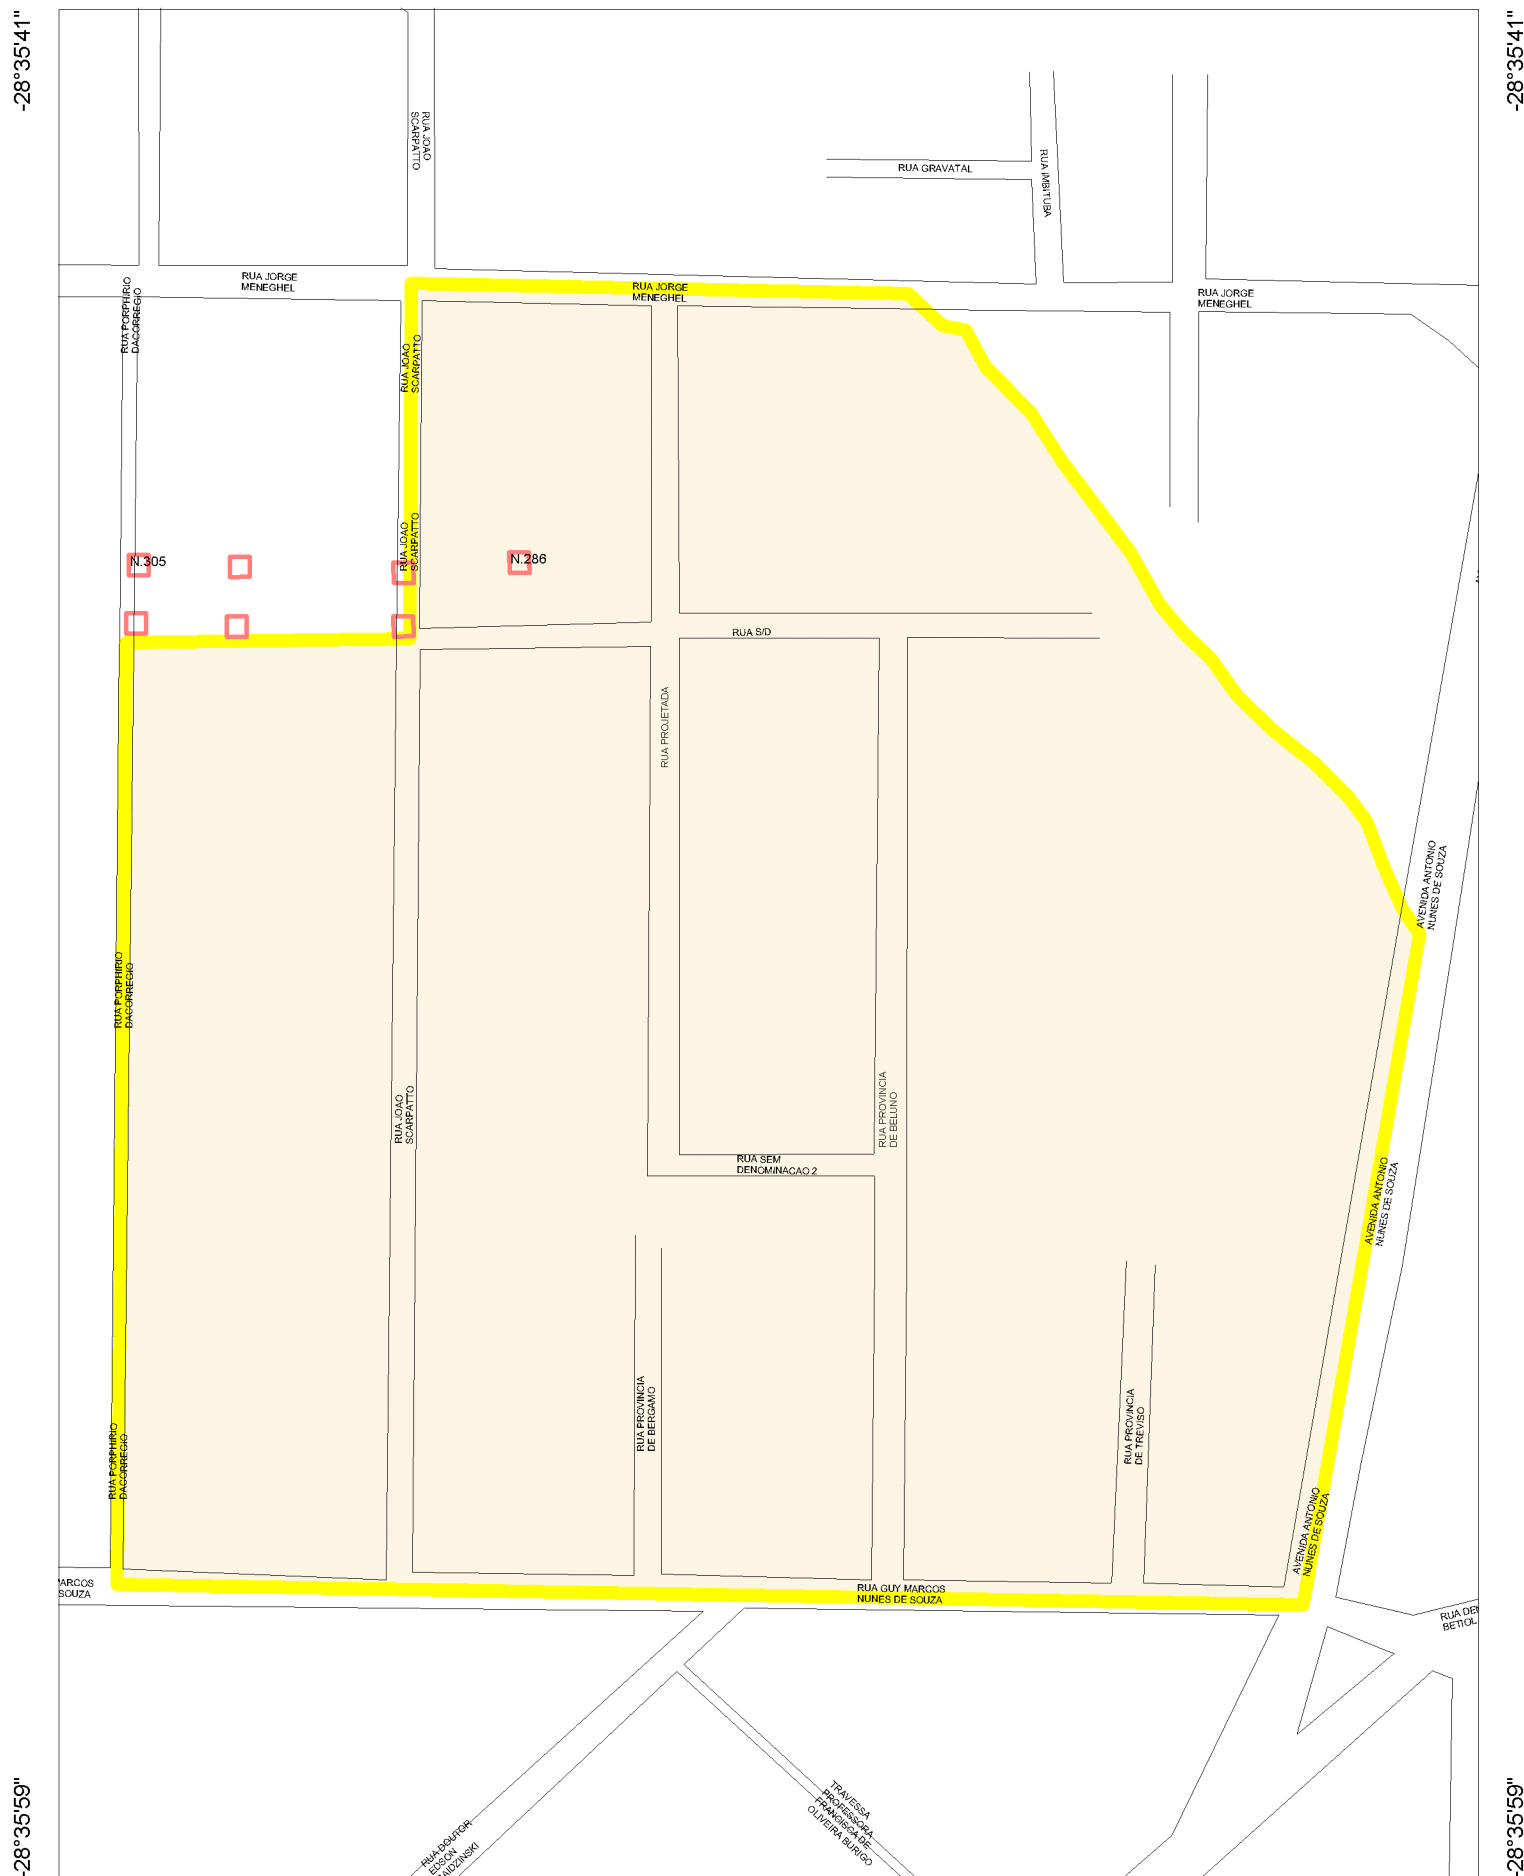 -28°35'41"
-28°35'41"
RUA JOAO
SCARPATTO
RUA GRAVATAL
RUA IMBITUBA
RUA JORGE
MENEGHEL
RUA JORGE
MENEGHEL
RUA JORGE
MENEGHEL
RUA PORPHIRIO
DACORREGIO
RUA JOAO
SCARPATTO
RUA JOAO
SCARPATTO
N.305
N.286
RUA S/D
RUA PROJETADA
AVENIDA ANTONIO
NUNES DE SOUZA
RUA PORPHIRIO
DACORREGIO
RUA JOAO
SCARPATTO
RUA PROVINCIA
DE BELUNO
RUA SEM
DENOMINACAO 2
AVENIDA ANTONIO
NUNES DE SOUZA
RUA PROVINCIA
DE BERGAMO
RUA PROVINCIA
DE TREVISO
RUA PORPHIRIO
DACORREGIO
AVENIDA ANTONIO
NUNES DE SOUZA
ARCOS
SOUZA
RUA GUY MARCOS
NUNES DE SOUZA
RUA DE
BETIOL
TRAVESSA
PROFESSORA
FRANCISCA DE
OLIVEIRA BURIGO
RUA DOUTOR
EDSON
AIDZINSKI
-28°35'59"
-28°35'59"